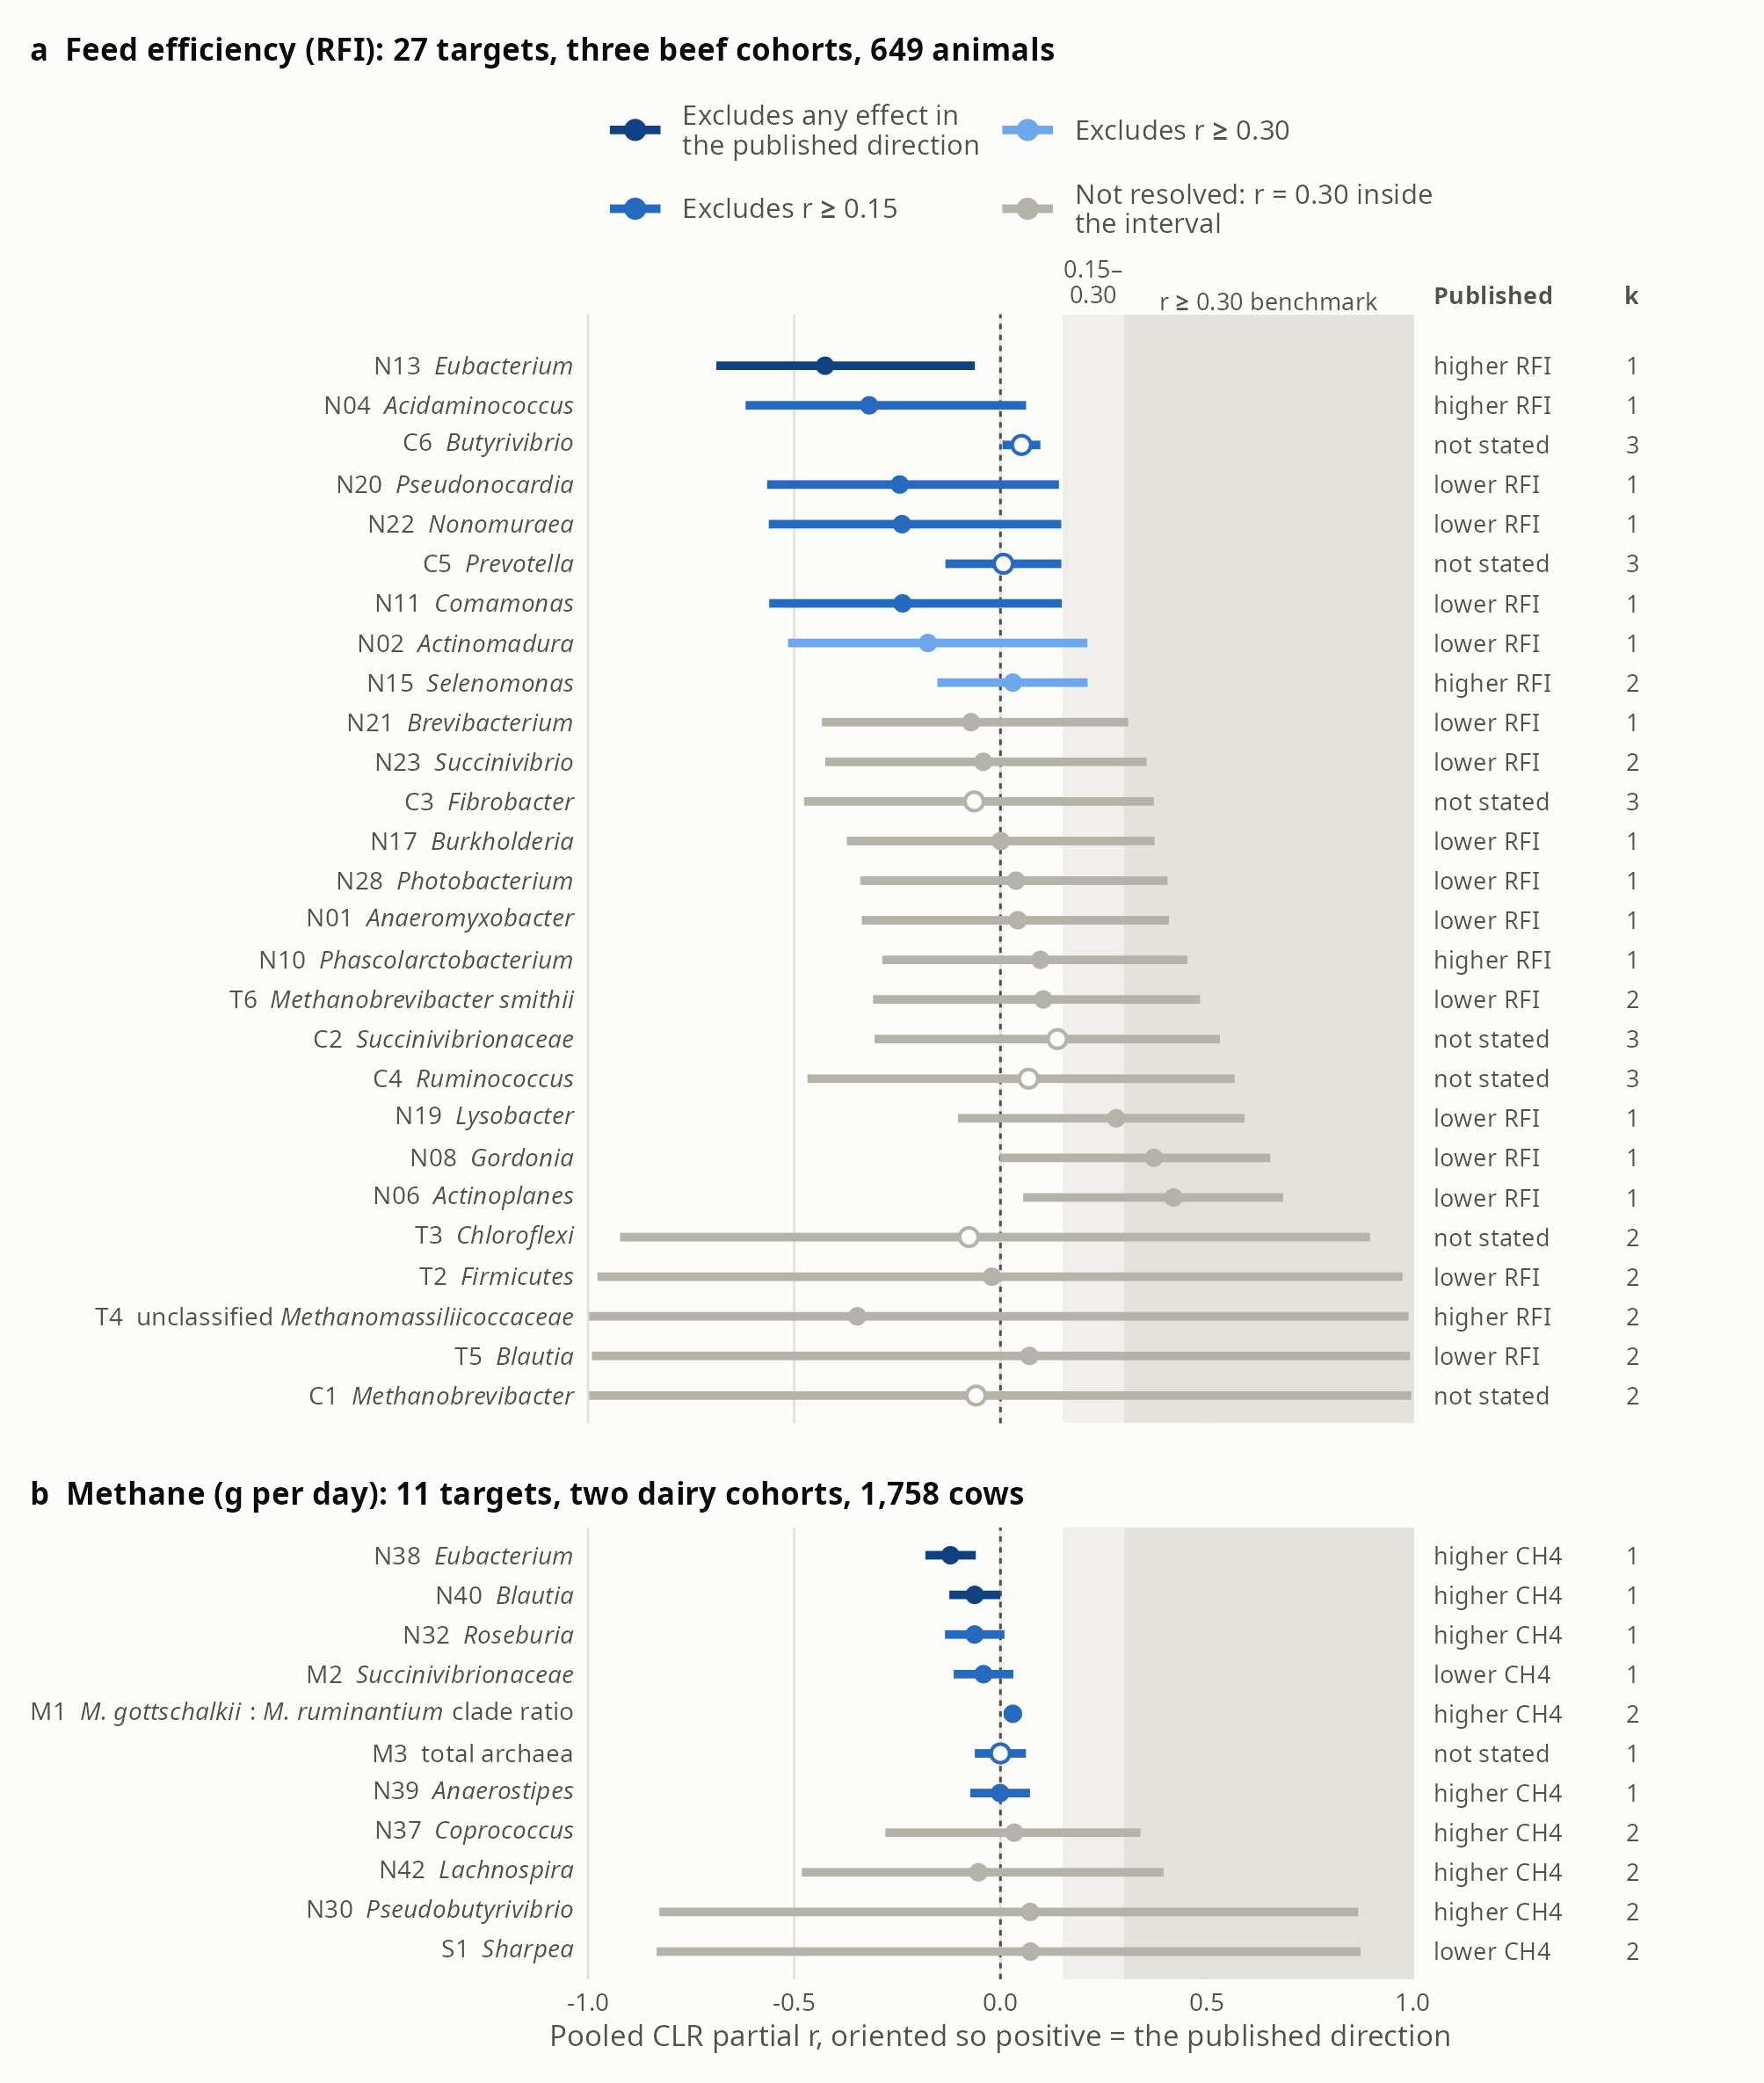 a Feed efficiency (RFI): 27 targets, three beef cohorts, 649 animals
Excludes any effect in
the published direction
Excludes r ≥ 0.30
Excludes r ≥ 0.15
Not resolved: r = 0.30 inside
the interval
0.15–
0.30
r ≥ 0.30 benchmark
Published k
N13 Eubacterium higher RFI 1
N04 Acidaminococcus higher RFI 1
C6 Butyrivibrio not stated 3
N20 Pseudonocardia lower RFI 1
N22 Nonomuraea lower RFI 1
C5 Prevotella not stated 3
N11 Comamonas lower RFI 1
N02 Actinomadura lower RFI 1
N15 Selenomonas higher RFI 2
N21 Brevibacterium lower RFI 1
N23 Succinivibrio lower RFI 2
C3 Fibrobacter not stated 3
N17 Burkholderia lower RFI 1
N28 Photobacterium lower RFI 1
N01 Anaeromyxobacter lower RFI 1
N10 Phascolarctobacterium higher RFI 1
T6 Methanobrevibacter smithii lower RFI 2
C2 Succinivibrionaceae not stated 3
C4 Ruminococcus not stated 3
N19 Lysobacter lower RFI 1
N08 Gordonia lower RFI 1
N06 Actinoplanes lower RFI 1
T3 Chloroflexi not stated 2
T2 Firmicutes lower RFI 2
T4 unclassified Methanomassiliicoccaceae higher RFI 2
T5 Blautia lower RFI 2
C1 Methanobrevibacter not stated 2
b Methane (g per day): 11 targets, two dairy cohorts, 1,758 cows
N38 Eubacterium higher CH4 1
N40 Blautia higher CH4 1
N32 Roseburia higher CH4 1
M2 Succinivibrionaceae lower CH4 1
M1 M. gottschalkii : M. ruminantium clade ratio higher CH4 2
M3 total archaea not stated 1
N39 Anaerostipes higher CH4 1
N37 Coprococcus higher CH4 2
N42 Lachnospira higher CH4 2
N30 Pseudobutyrivibrio higher CH4 2
S1 Sharpea lower CH4 2
-1.0 -0.5 0.0 0.5 1.0
Pooled CLR partial r, oriented so positive = the published direction